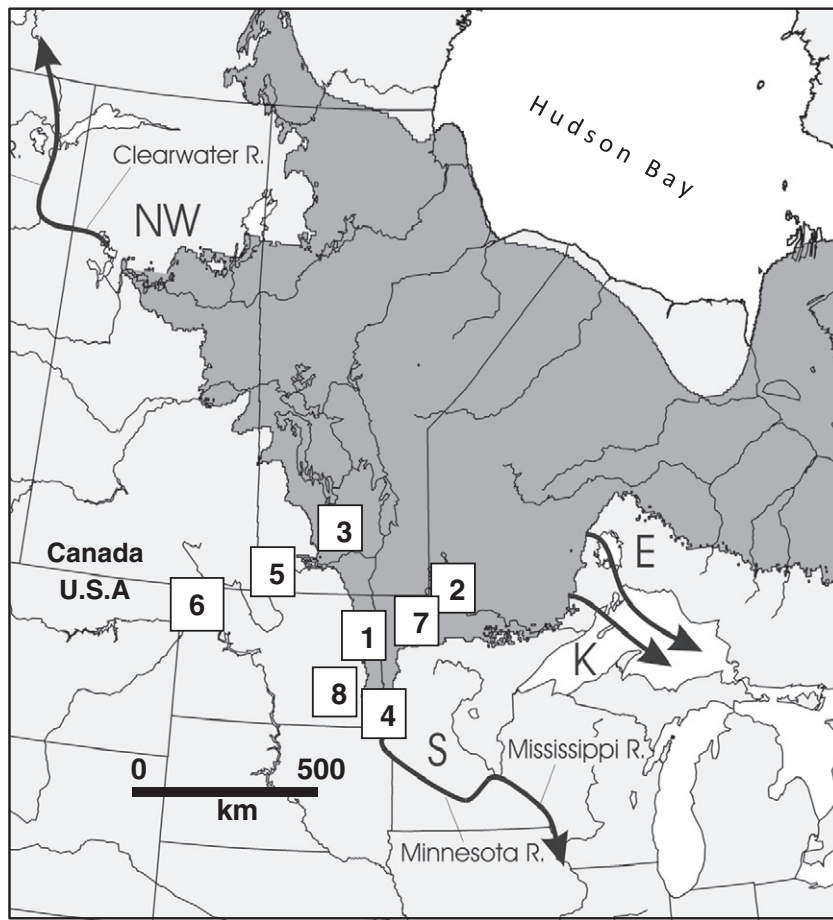 Hudson Bay
Clearwater R.
R.
NW
3
E
Canada
U.S.A
5
2
6
7
1
K
8
4
S
0 500
km
Mississippi R.
Minnesota R.